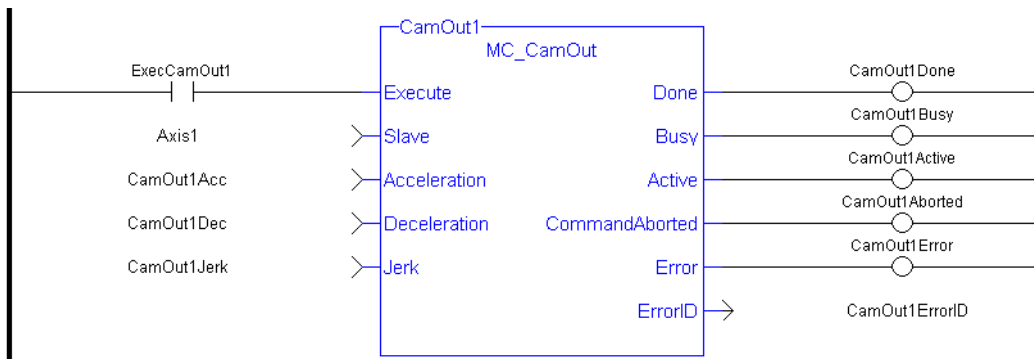 CamOut1
MC_CamOut
ExecCamOut1
Execute
Done
CamOut1Done
Axis1
Slave
Busy
CamOut1Busy
CamOut1Acc
Acceleration
Active
CamOut1Active
CamOut1Dec
Deceleration
CommandAborted
CamOut1Aborted
CamOut1Jerk
Jerk
Error
CamOut1Error
ErrorID
CamOut1ErrorID